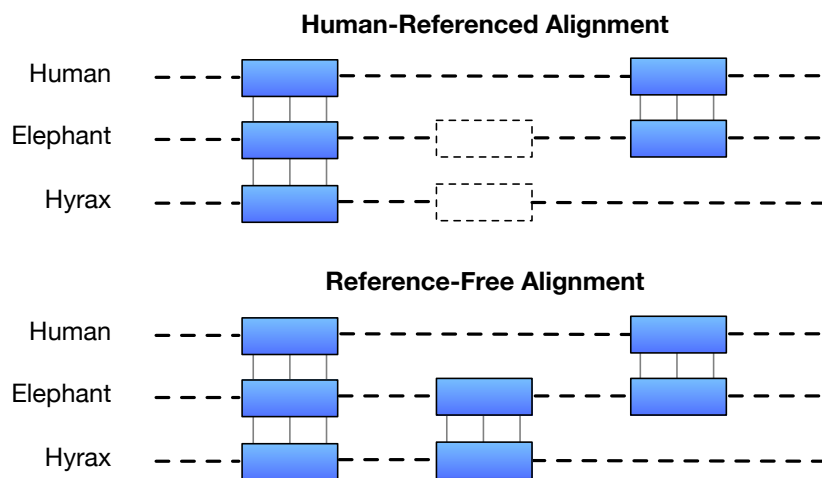 Human-Referenced Alignment
Human
Elephant
Hyrax
Reference-Free Alignment
Human
Elephant
Hyrax